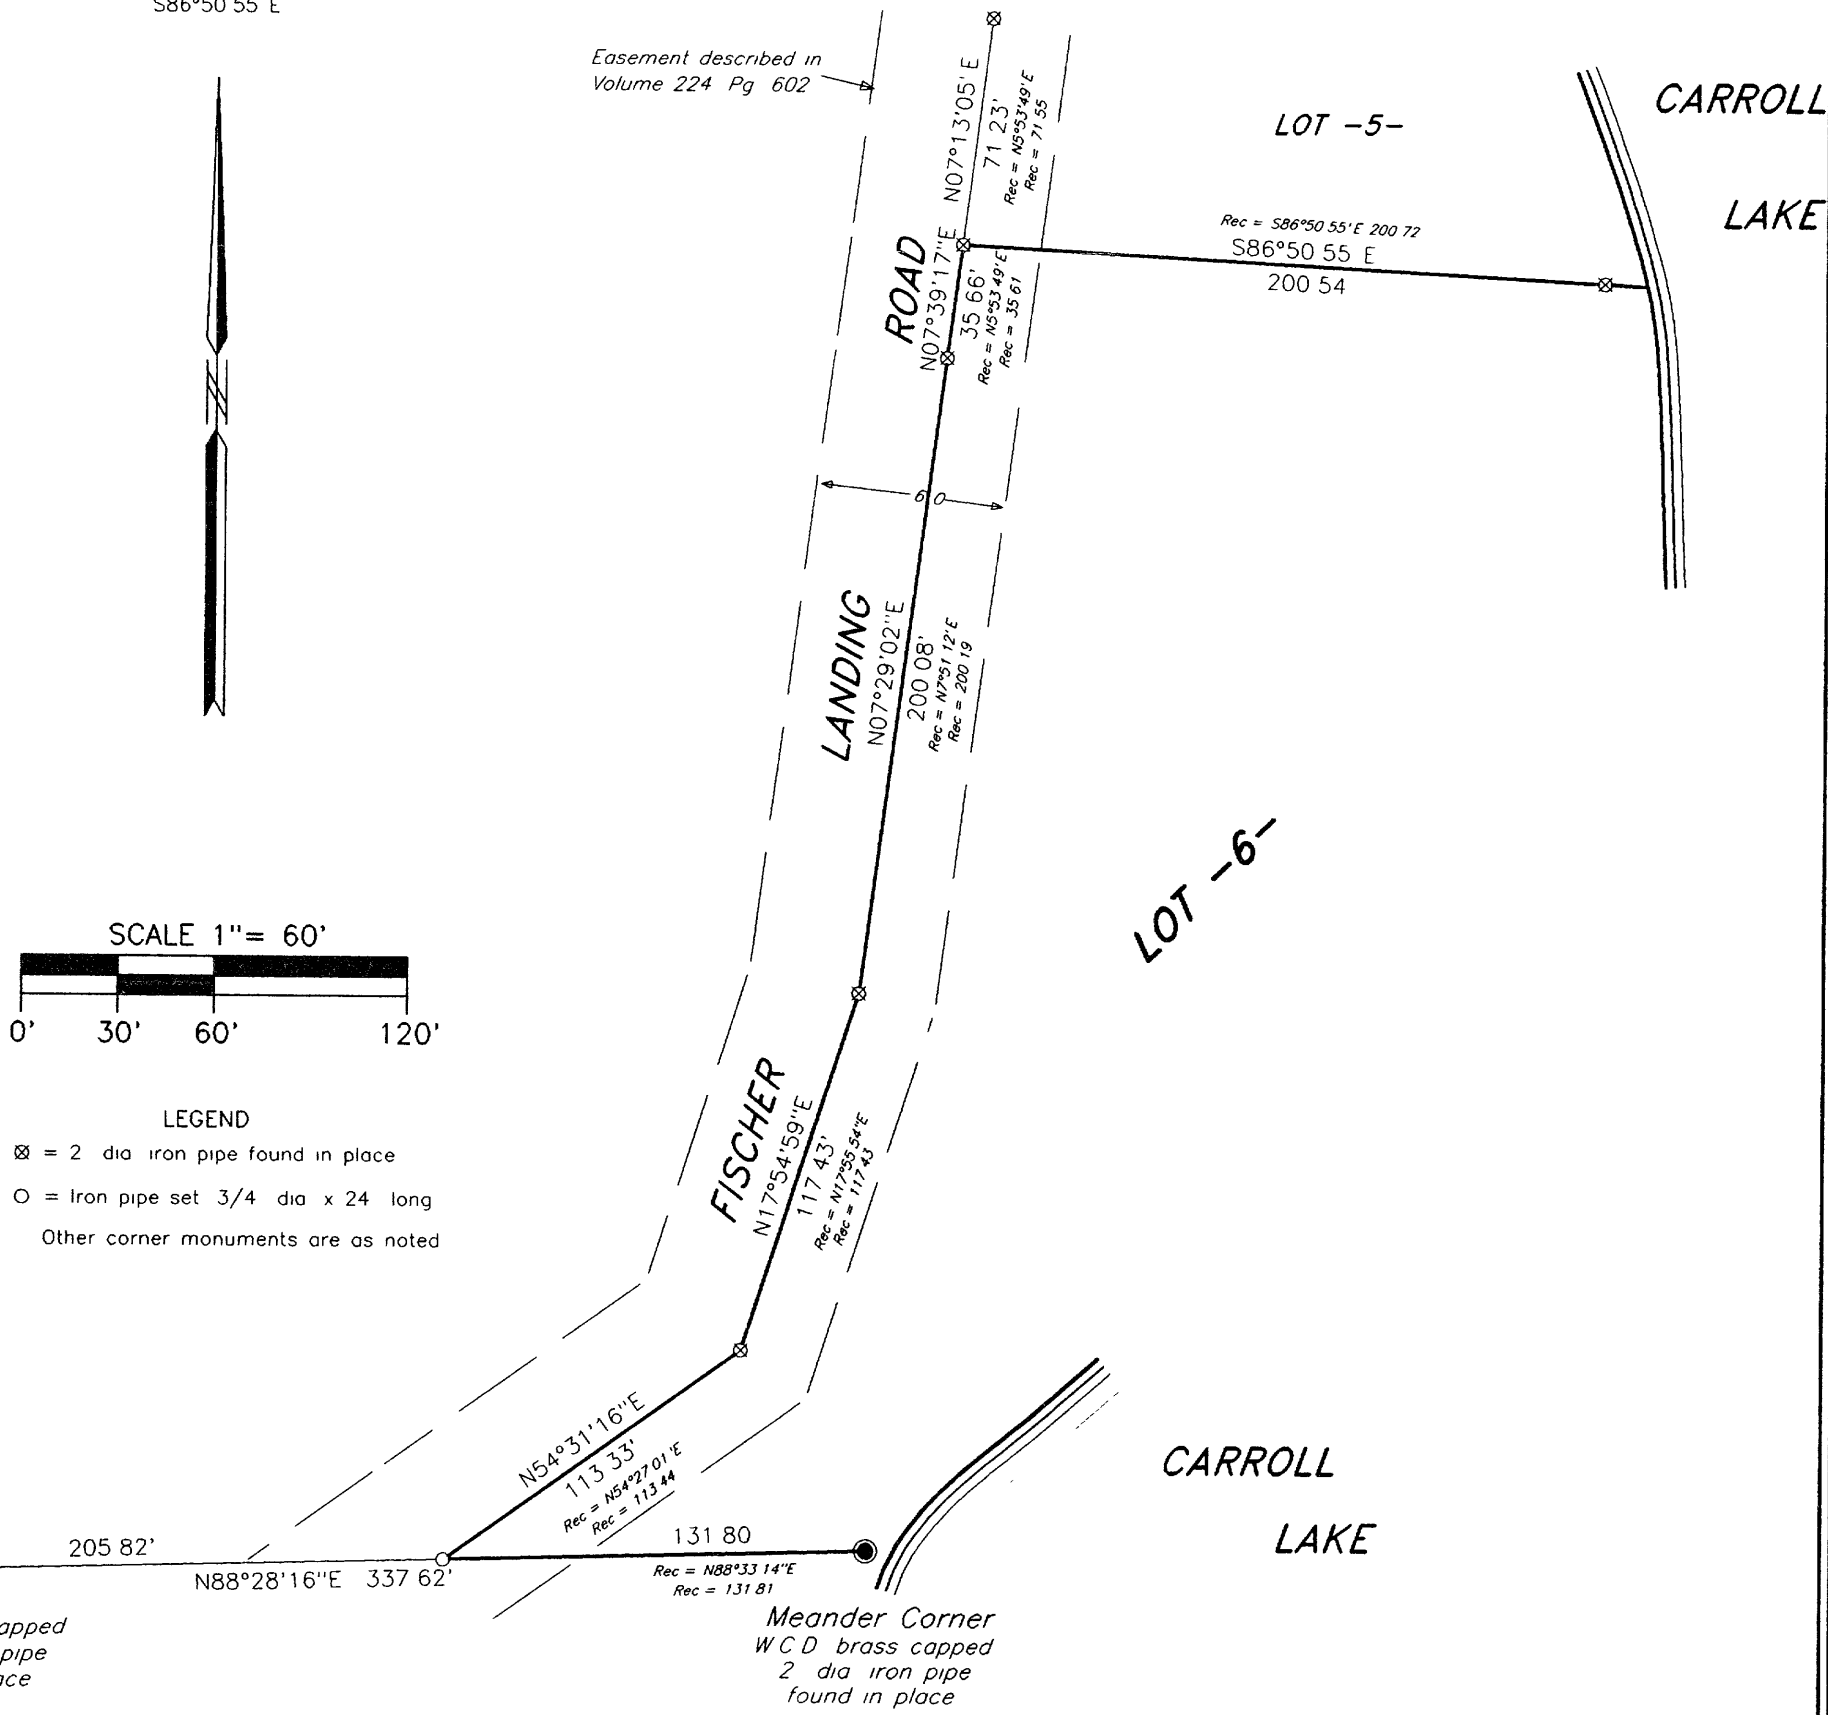 S86°50 55 E
Easement described in
Volume 224 Pg 602
N07°13'05' E
71 23'
Rec = N5°53'49'E
Rec = 71 55
LOT -5-
CARROLL
LAKE
Rec = S86°50 55'E 200 72
S86°50 55 E
200 54
ROAD
N07°39'17"E
35 66'
Rec = N5°53 49'E
Rec = 35 61
6 0
LANDING
N07°29'02"E
200 08'
Rec = N7°51 12'E
Rec = 200 19
LOT -6-
SCALE 1"= 60'
0' 30' 60' 120'
LEGEND
= 2 dia iron pipe found in place
O = Iron pipe set 3/4 dia x 24 long
Other corner monuments are as noted
FISCHER
N17°54'59"E
117 43'
Rec = N17°55 54"E
Rec = 117 43
N54°31'16"E
113 33'
Rec = N54°27 01 'E
Rec = 113 44
CARROLL
LAKE
205 82'
N88°28'16"E 337 62'
131 80
Rec = N88°33 14"E
Rec = 131 81
apped
pipe
ace
Meander Corner
W C D brass capped
2 dia iron pipe
found in place